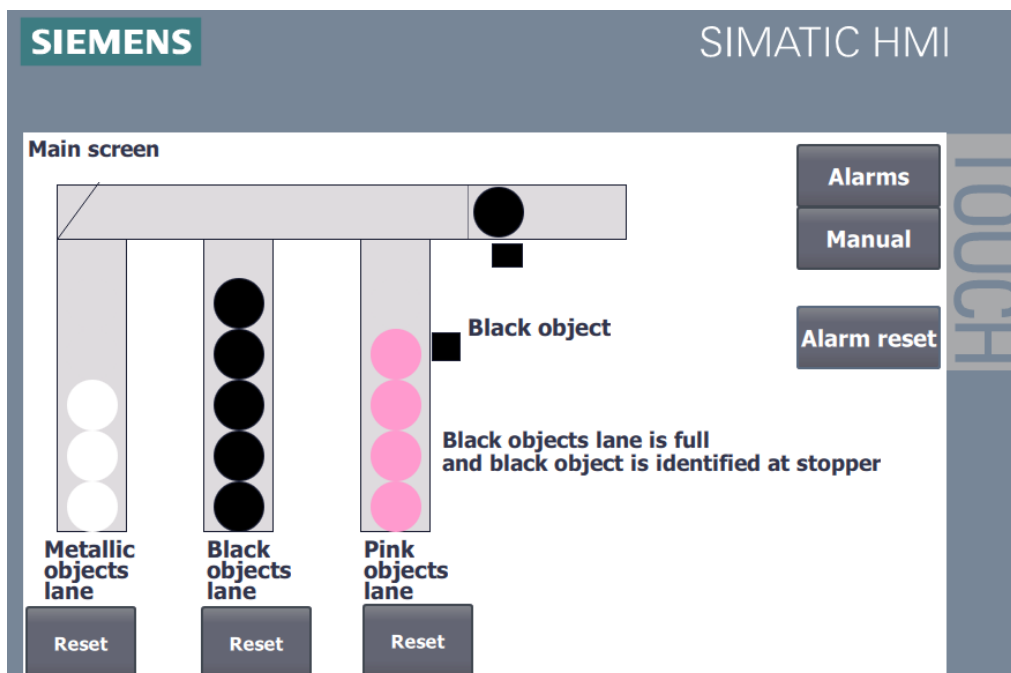 SIEMENS
SIMATIC HMI
TOUCH
Main screen
Alarms
Manual
Alarm reset
Black object
Black objects lane is full
and black object is identified at stopper
Metallic
objects
lane
Black
objects
lane
Pink
objects
lane
Reset
Reset
Reset